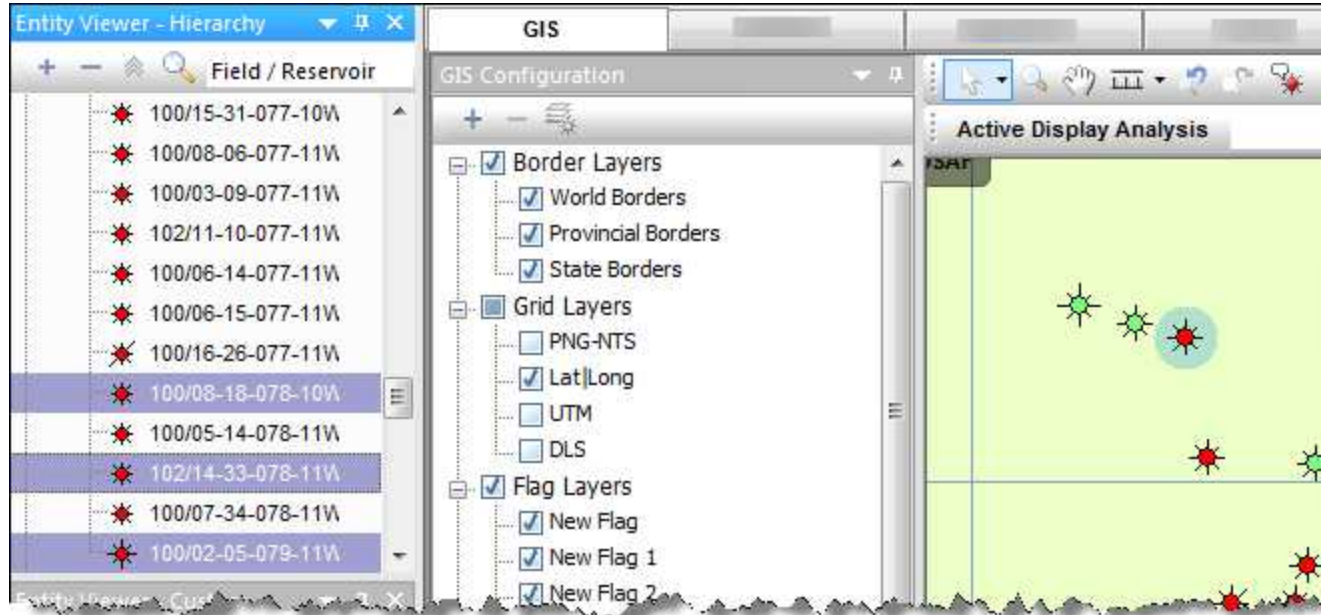 Entity Viewer - Hierarchy
Field / Reservoir
100/15-31-077-10W
100/08-06-077-11W
100/03-09-077-11W
102/11-10-077-11W
100/06-14-077-11W
100/06-15-077-11W
100/16-26-077-11W
100/08-18-078-10W
100/05-14-078-11W
102/14-33-078-11W
100/07-34-078-11W
100/02-05-079-11W
GIS
GIS Configuration
Border Layers
World Borders
Provincial Borders
State Borders
Grid Layers
PNG-NTS
Lat|Long
UTM
DLS
Flag Layers
New Flag
New Flag 1
New Flag 2
Active Display Analysis